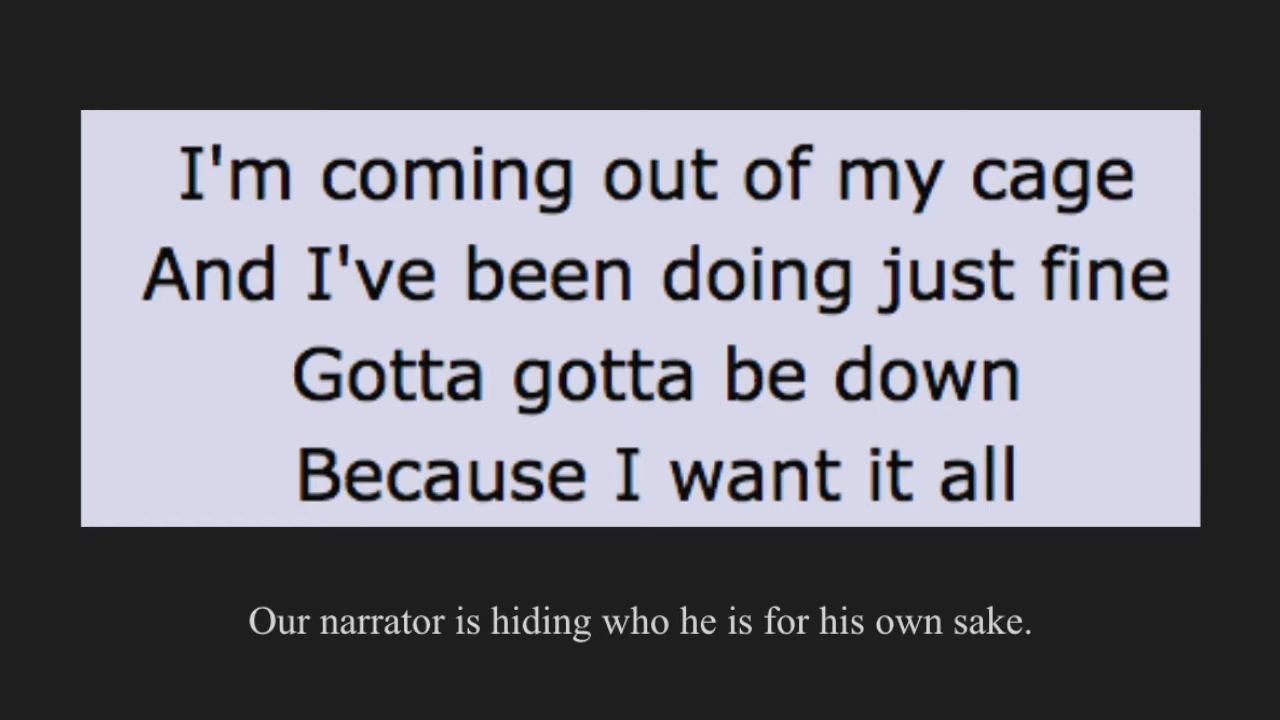 I'm coming out of my cage
And I've been doing just fine
Gotta gotta be down
Because I want it all
Our narrator is hiding who he is for his own sake.